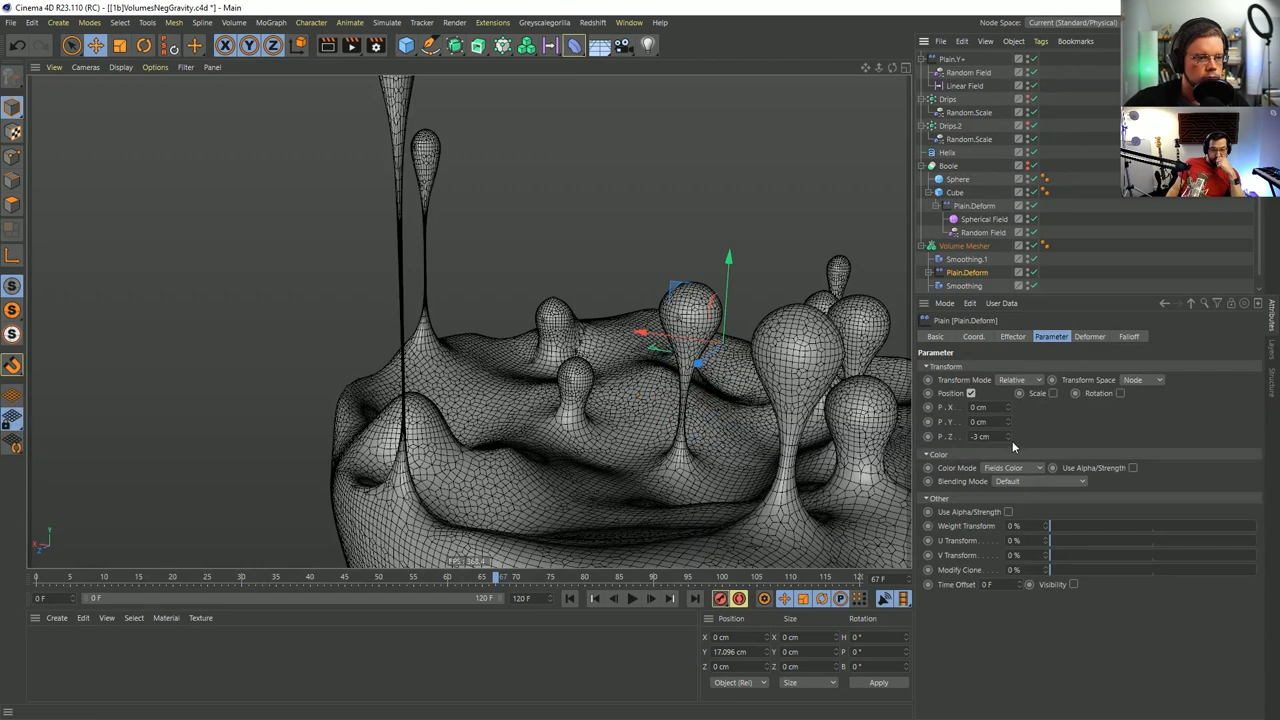 Cinema 4D R23.110 (RC) - [[1b]VolumesNegGravity.c4d *] - Main
File Edit Create Modes Select Tools Mesh Spline Volume MoGraph Character Animate Simulate Tracker Render Extensions Greyscalegorilla Redshift Window Help
Node Space: Current (Standard/Physical)
X Y Z
File Edit View Object Tags Bookmarks
View Cameras Display Options Filter Panel
Plain.Y+
Random Field
Linear Field
Drips
Random.Scale
Drips.2
Random.Scale
Helix
Boole
Sphere
Cube
Plain.Deform
Spherical Field
Random Field
Volume Mesher
Smoothing.1
Plain.Deform
Smoothing
Mode Edit User Data
Attributes
Layers
Structure
Plain [Plain.Deform]
Basic Coord. Effector Parameter Deformer Falloff
Parameter
Transform
Transform Mode Relative Transform Space Node
Position Scale Rotation
P . X . . . 0 cm
P . Y . . . 0 cm
P . Z . . . -3 cm
Color
Color Mode Fields Color Use Alpha/Strength
Blending Mode Default
Other
Use Alpha/Strength
Weight Transform 0 %
U Transform . . . . . 0 %
V Transform . . . . . 0 %
Modify Clone . . . . 0 %
Time Offset 0 F Visibility
Y
X
Z
FPS : 368.4
0 5 10 15 20 25 30 35 40 45 50 55 60 67 70 75 80 85 90 95 100 105 110 115 120
67 F
0 F 0 F 120 F 120 F
Create Edit View Select Material Texture
Position Size Rotation
X 0 cm X 0 cm H 0 °
Y 17.096 cm Y 0 cm P 0 °
Z 0 cm Z 0 cm B 0 °
Object (Rel) Size Apply